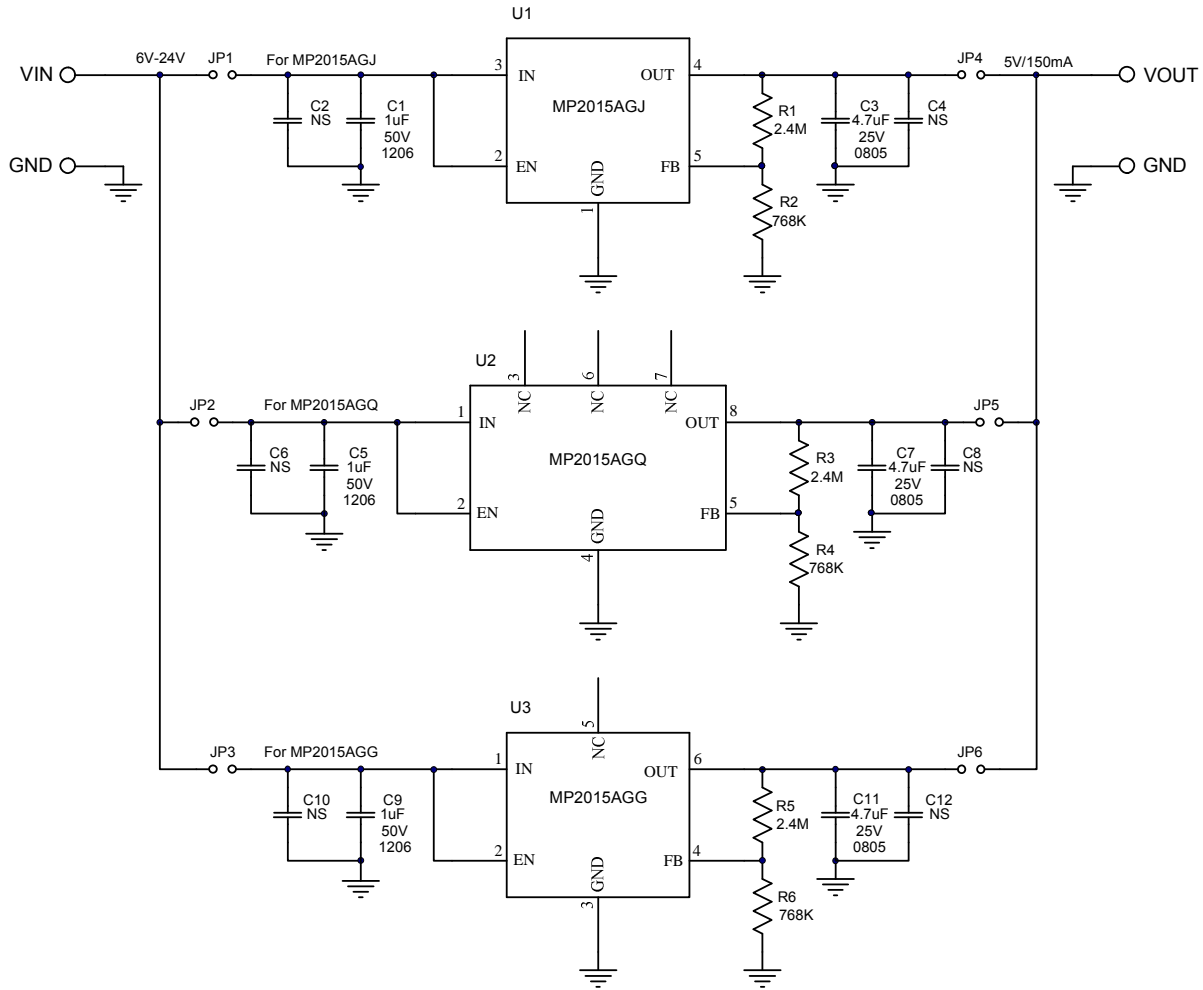 U1
6V-24V
JP1
For MP2015AGJ
VIN
3
IN
OUT
4
JP4
5V/150mA
VOUT
MP2015AGJ
C2
NS
C1
1uF
50V
1206
R1
2.4M
C3
4.7uF
25V
0805
C4
NS
GND
2
EN
GND
1
FB
5
GND
R2
768K
U2
3
NC
6
NC
7
NC
JP2
For MP2015AGQ
1
IN
OUT
8
JP5
MP2015AGQ
C6
NS
C5
1uF
50V
1206
R3
2.4M
C7
4.7uF
25V
0805
C8
NS
2
EN
GND
4
FB
5
R4
768K
U3
5
NC
JP3
For MP2015AGG
1
IN
OUT
6
JP6
MP2015AGG
C10
NS
C9
1uF
50V
1206
R5
2.4M
C11
4.7uF
25V
0805
C12
NS
2
EN
GND
3
FB
4
R6
768K